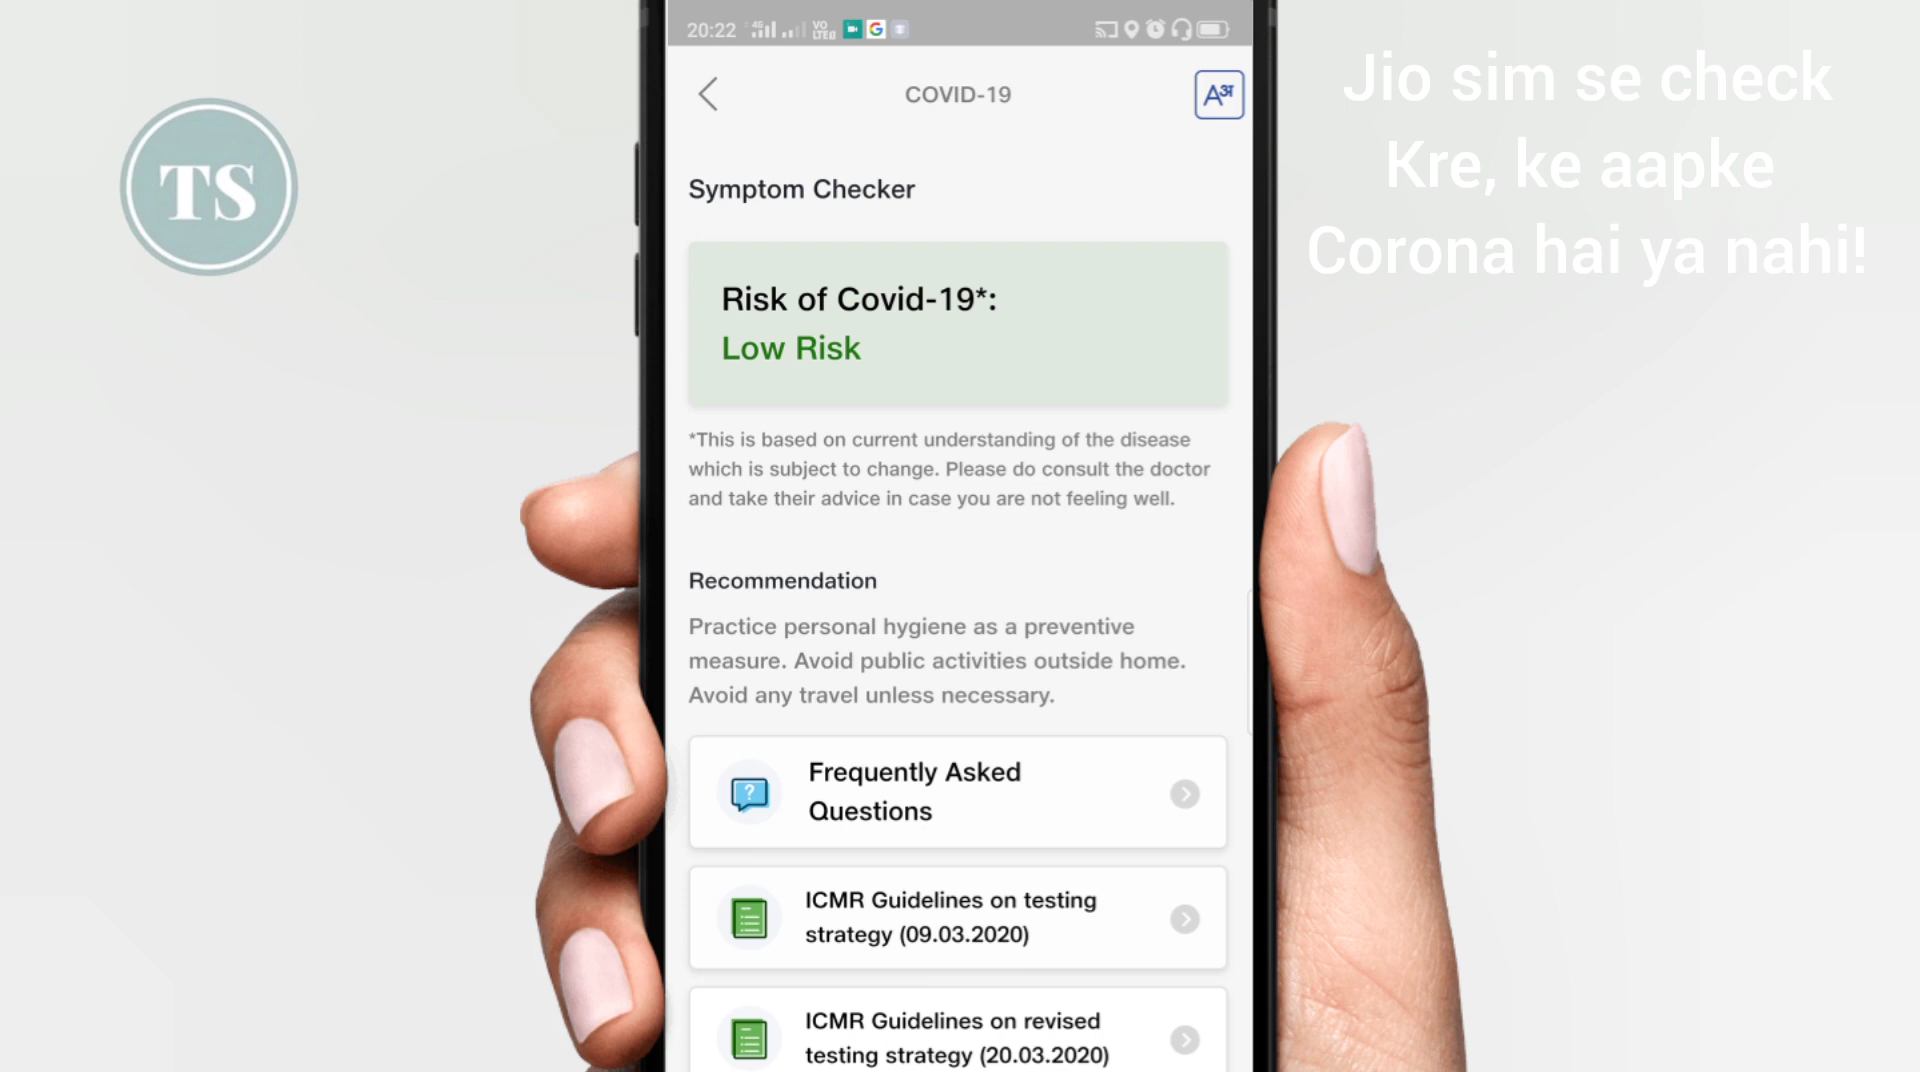 20:22
4G
VO
LTE
G
COVID-19
Aअ
Jio sim se check
Kre, ke aapke
Corona hai ya nahi!
TS
Symptom Checker
Risk of Covid-19*:
Low Risk
*This is based on current understanding of the disease
which is subject to change. Please do consult the doctor
and take their advice in case you are not feeling well.
Recommendation
Practice personal hygiene as a preventive
measure. Avoid public activities outside home.
Avoid any travel unless necessary.
?
Frequently Asked
Questions
ICMR Guidelines on testing
strategy (09.03.2020)
ICMR Guidelines on revised
testing strategy (20.03.2020)